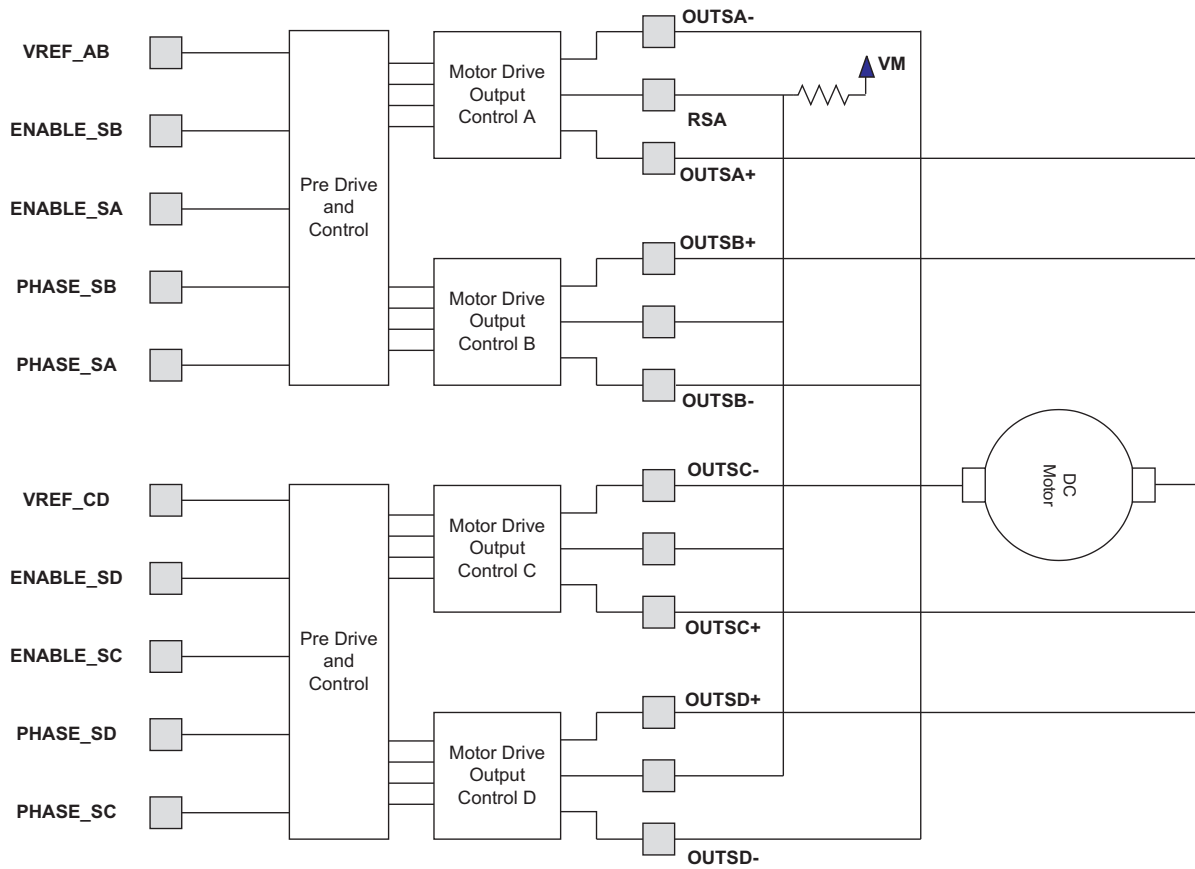 VREF_AB
ENABLE_SB
ENABLE_SA
PHASE_SB
PHASE_SA
Pre Drive
and
Control
Motor Drive
Output
Control A
Motor Drive
Output
Control B
OUTSA-
RSA
OUTSA+
VM
OUTSB+
OUTSB-
VREF_CD
ENABLE_SD
ENABLE_SC
PHASE_SD
PHASE_SC
Pre Drive
and
Control
Motor Drive
Output
Control C
Motor Drive
Output
Control D
OUTSC-
OUTSC+
OUTSD+
OUTSD-
DC
Motor